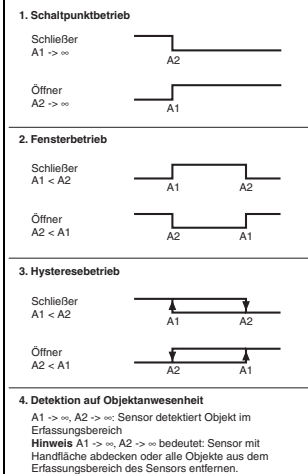 1. Schaltpunktbetrieb
Schließer
A1 -> ∞
A2
Öffner
A2 -> ∞
A1
2. Fensterbetrieb
Schließer
A1 < A2
A1 A2
Öffner
A2 < A1
A2 A1
3. Hysteresebetrieb
Schließer
A1 < A2
A1 A2
Öffner
A2 < A1
A2 A1
4. Detektion auf Objektanwesenheit
A1 -> ∞, A2 -> ∞: Sensor detektiert Objekt im
Erfassungsbereich
Hinweis A1 -> ∞, A2 -> ∞ bedeutet: Sensor mit
Handfläche abdecken oder alle Objekte aus dem
Erfassungsbereich des Sensors entfernen.